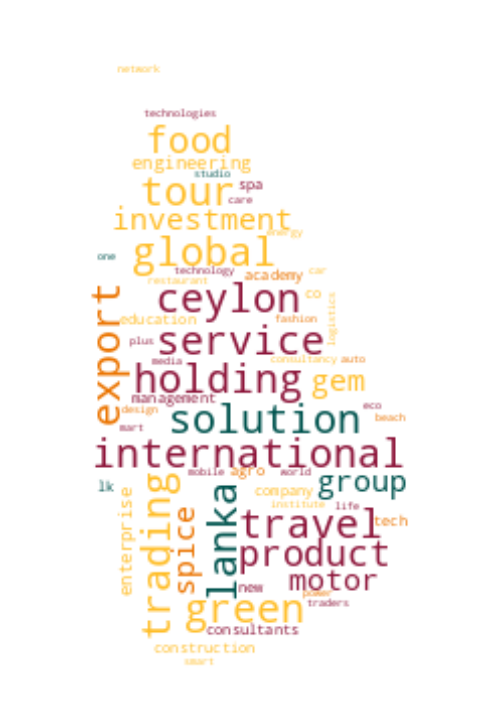 network
technologies
food
engineering
studio
tour
spa
care
investment
energy
global
one
technology
academy
car
restaurant
export
ceylon
co
education
fashion
logistics
plus
service
media
consultancy
auto
holding
gem
management
design
eco
solution
beach
mart
international
mobile
agro
world
lk
group
enterprise
trading
spice
lanka
company
institute
life
travel
tech
product
motor
new
power
green
traders
consultants
construction
smart